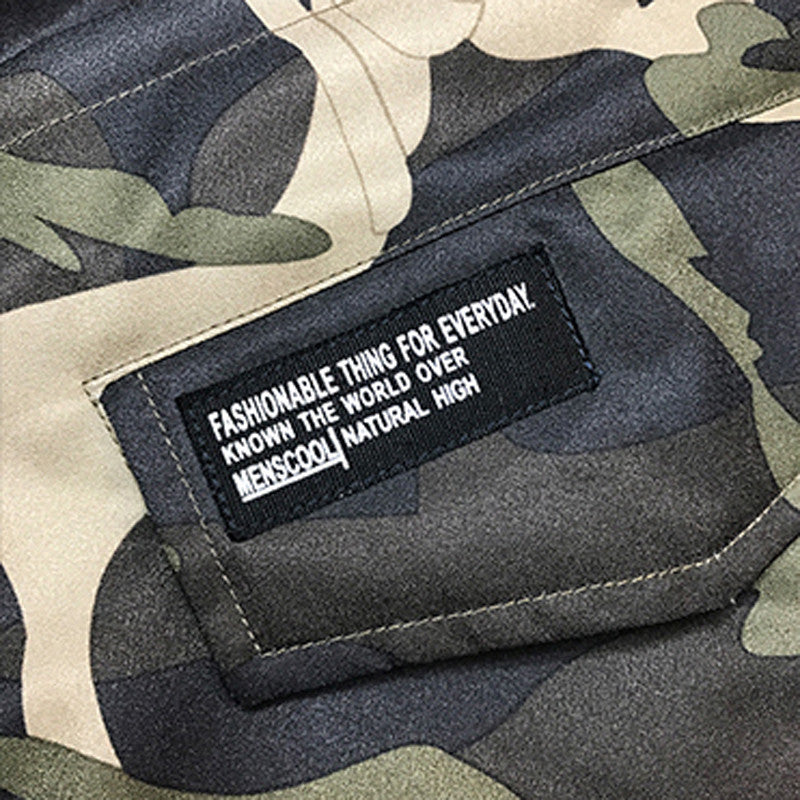 FASHIONABLE THING FOR EVERYDAY.
KNOWN THE WORLD OVER
MENSCOOL NATURAL HIGH